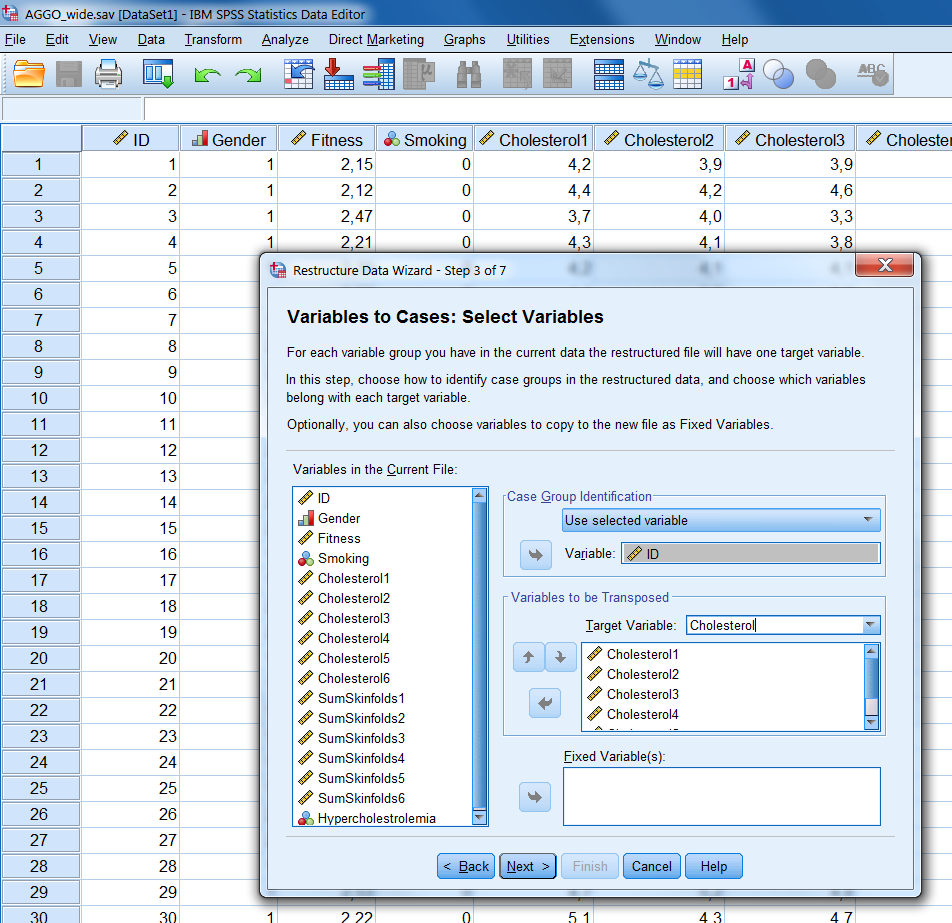 AGGO_wide.sav [DataSet1] - IBM SPSS Statistics Data Editor
File Edit View Data Transform Analyze Direct Marketing Graphs Utilities Extensions Window Help
1 A ABC
ID Gender Fitness Smoking Cholesterol1 Cholesterol2 Cholesterol3 Cholester
1 1 1 2,15 0 4,2 3,9 3,9
2 2 1 2,12 0 4,4 4,2 4,6
3 3 1 2,47 0 3,7 4,0 3,3
4 4 1 2,21 0 4,3 4,1 3,8
5 5
6 6
7 7
8 8
9 9
10 10
11 11
12 12
13 13
14 14
15 15
16 16
17 17
18 18
19 19
20 20
21 21
22 22
23 23
24 24
25 25
26 26
27 27
28 28
29 29
30 30 1 2,22 0 5,1 4,3 4,7
Restructure Data Wizard - Step 3 of 7
Variables to Cases: Select Variables
For each variable group you have in the current data the restructured file will have one target variable.
In this step, choose how to identify case groups in the restructured data, and choose which variables
belong with each target variable.
Optionally, you can also choose variables to copy to the new file as Fixed Variables.
Variables in the Current File:
ID
Gender
Fitness
Smoking
Cholesterol1
Cholesterol2
Cholesterol3
Cholesterol4
Cholesterol5
Cholesterol6
SumSkinfolds1
SumSkinfolds2
SumSkinfolds3
SumSkinfolds4
SumSkinfolds5
SumSkinfolds6
Hypercholestrolemia
Case Group Identification
Use selected variable
Variable: ID
Variables to be Transposed
Target Variable: Cholesterol
Cholesterol1
Cholesterol2
Cholesterol3
Cholesterol4
Fixed Variable(s):
< Back Next > Finish Cancel Help